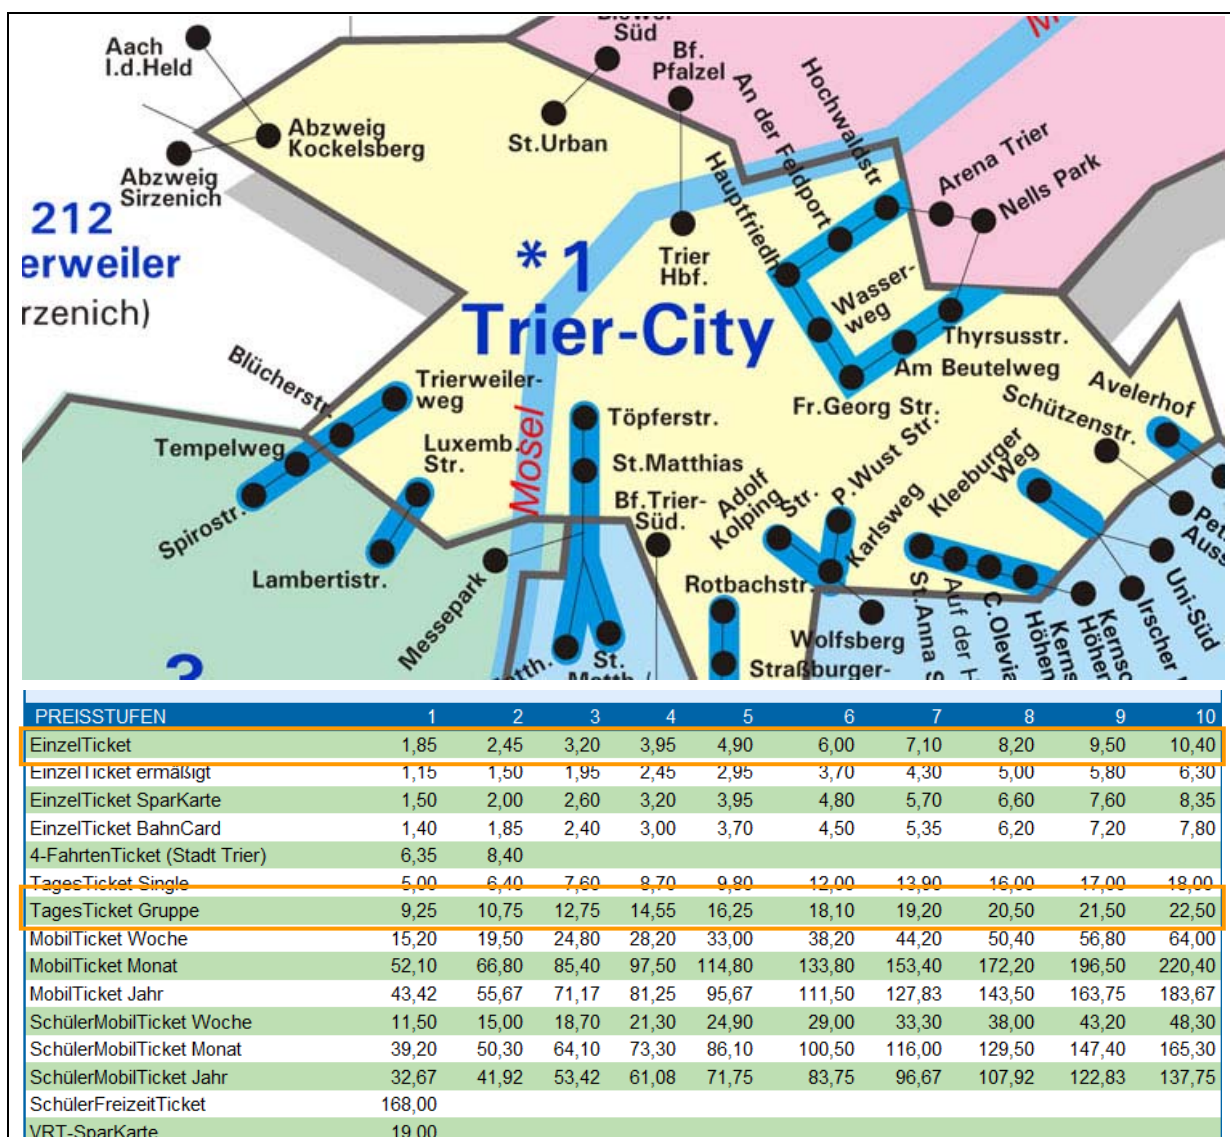 Süd
Aach
I.d.Held
Bf.
Pfalzel
An der Feldport
Hochwaldstr
Abzweig
Kockelsberg
St.Urban
Arena Trier
Abzweig
Sirzenich
Hauptfriedh
Nells Park
212
erweiler
rzenich)
Trier
Hbf.
* 1
Trier-City
Wasser-
weg
Thyrsusstr.
Am Beutelweg
Fr.Georg Str.
Blücherstr.
Trierweiler-
weg
Mosel
Töpferstr.
Avelerhof
Schützenstr.
Tempelweg
Luxemb.
Str.
St.Matthias
P.Wust Str.
Kleeburger
Weg
Spirostr.
Bf.Trier-
Süd.
Adolf
Kolping
Str.
Karlsweg
Lambertistr.
Messepark
Rotbachstr.
St.Anna S
Auf der H
C.Olevia
Kerns
Höhen
Kernsc
Höher
Irscher
Uni-Süd
Petr
Auss
Wolfsberg
3
atth.
St.
Matth./
Straßburger-
PREISSTUFEN 1 2 3 4 5 6 7 8 9 10
EinzelTicket 1,85 2,45 3,20 3,95 4,90 6,00 7,10 8,20 9,50 10,40
EinzelTicket ermäßigt 1,15 1,50 1,95 2,45 2,95 3,70 4,30 5,00 5,80 6,30
EinzelTicket SparKarte 1,50 2,00 2,60 3,20 3,95 4,80 5,70 6,60 7,60 8,35
EinzelTicket BahnCard 1,40 1,85 2,40 3,00 3,70 4,50 5,35 6,20 7,20 7,80
4-FahrtenTicket (Stadt Trier) 6,35 8,40
TagesTicket Single 5,00 6,40 7,60 8,70 9,80 12,00 13,90 16,00 17,00 18,00
TagesTicket Gruppe 9,25 10,75 12,75 14,55 16,25 18,10 19,20 20,50 21,50 22,50
MobilTicket Woche 15,20 19,50 24,80 28,20 33,00 38,20 44,20 50,40 56,80 64,00
MobilTicket Monat 52,10 66,80 85,40 97,50 114,80 133,80 153,40 172,20 196,50 220,40
MobilTicket Jahr 43,42 55,67 71,17 81,25 95,67 111,50 127,83 143,50 163,75 183,67
SchülerMobilTicket Woche 11,50 15,00 18,70 21,30 24,90 29,00 33,30 38,00 43,20 48,30
SchülerMobilTicket Monat 39,20 50,30 64,10 73,30 86,10 100,50 116,00 129,50 147,40 165,30
SchülerMobilTicket Jahr 32,67 41,92 53,42 61,08 71,75 83,75 96,67 107,92 122,83 137,75
SchülerFreizeitTicket 168,00
VRT-SparKarte 19,00